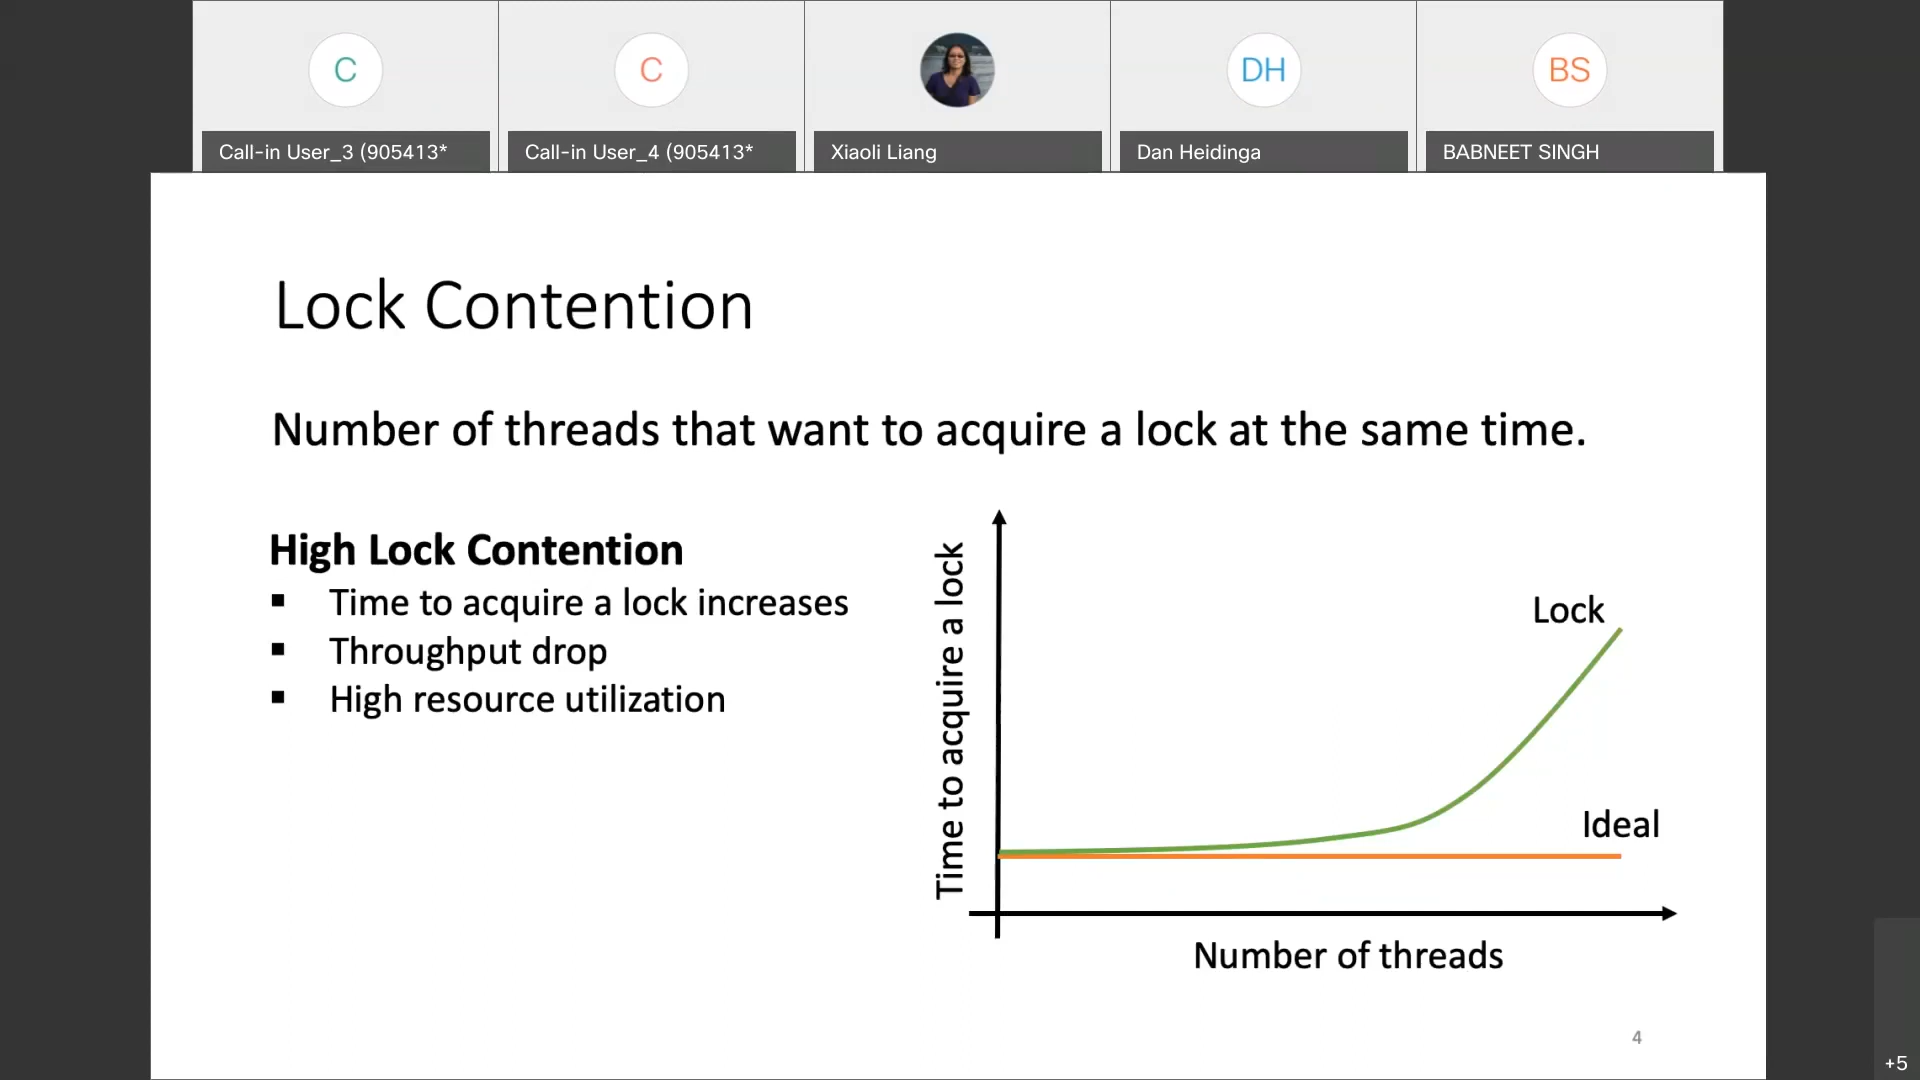 C
C
DH
BS
Call-in User_3 (905413*
Call-in User_4 (905413*
Xiaoli Liang
Dan Heidinga
BABNEET SINGH
Lock Contention
Number of threads that want to acquire a lock at the same time.
High Lock Contention
▪ Time to acquire a lock increases
▪ Throughput drop
▪ High resource utilization
Time to acquire a lock
Lock
Ideal
Number of threads
4
+5